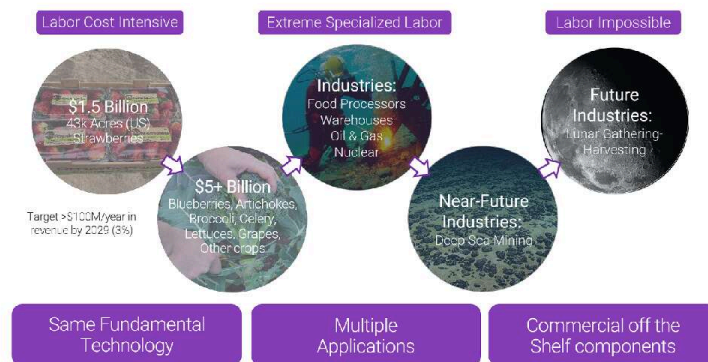 Labor Cost Intensive
Extreme Specialized Labor
Labor Impossible
$1.5 Billion
43k Acres (US)
Strawberries
Industries:
Food Processors
Warehouses
Oil & Gas
Nuclear
Future
Industries:
Lunar Gathering-
Harvesting
$5+ Billion
Blueberries, Artichokes,
Broccoli, Celery,
Lettuces, Grapes,
Other crops
Near-Future
Industries:
Deep Sea Mining
Target >$100M/year in
revenue by 2029 (3%)
Same Fundamental
Technology
Multiple
Applications
Commercial off the
Shelf components